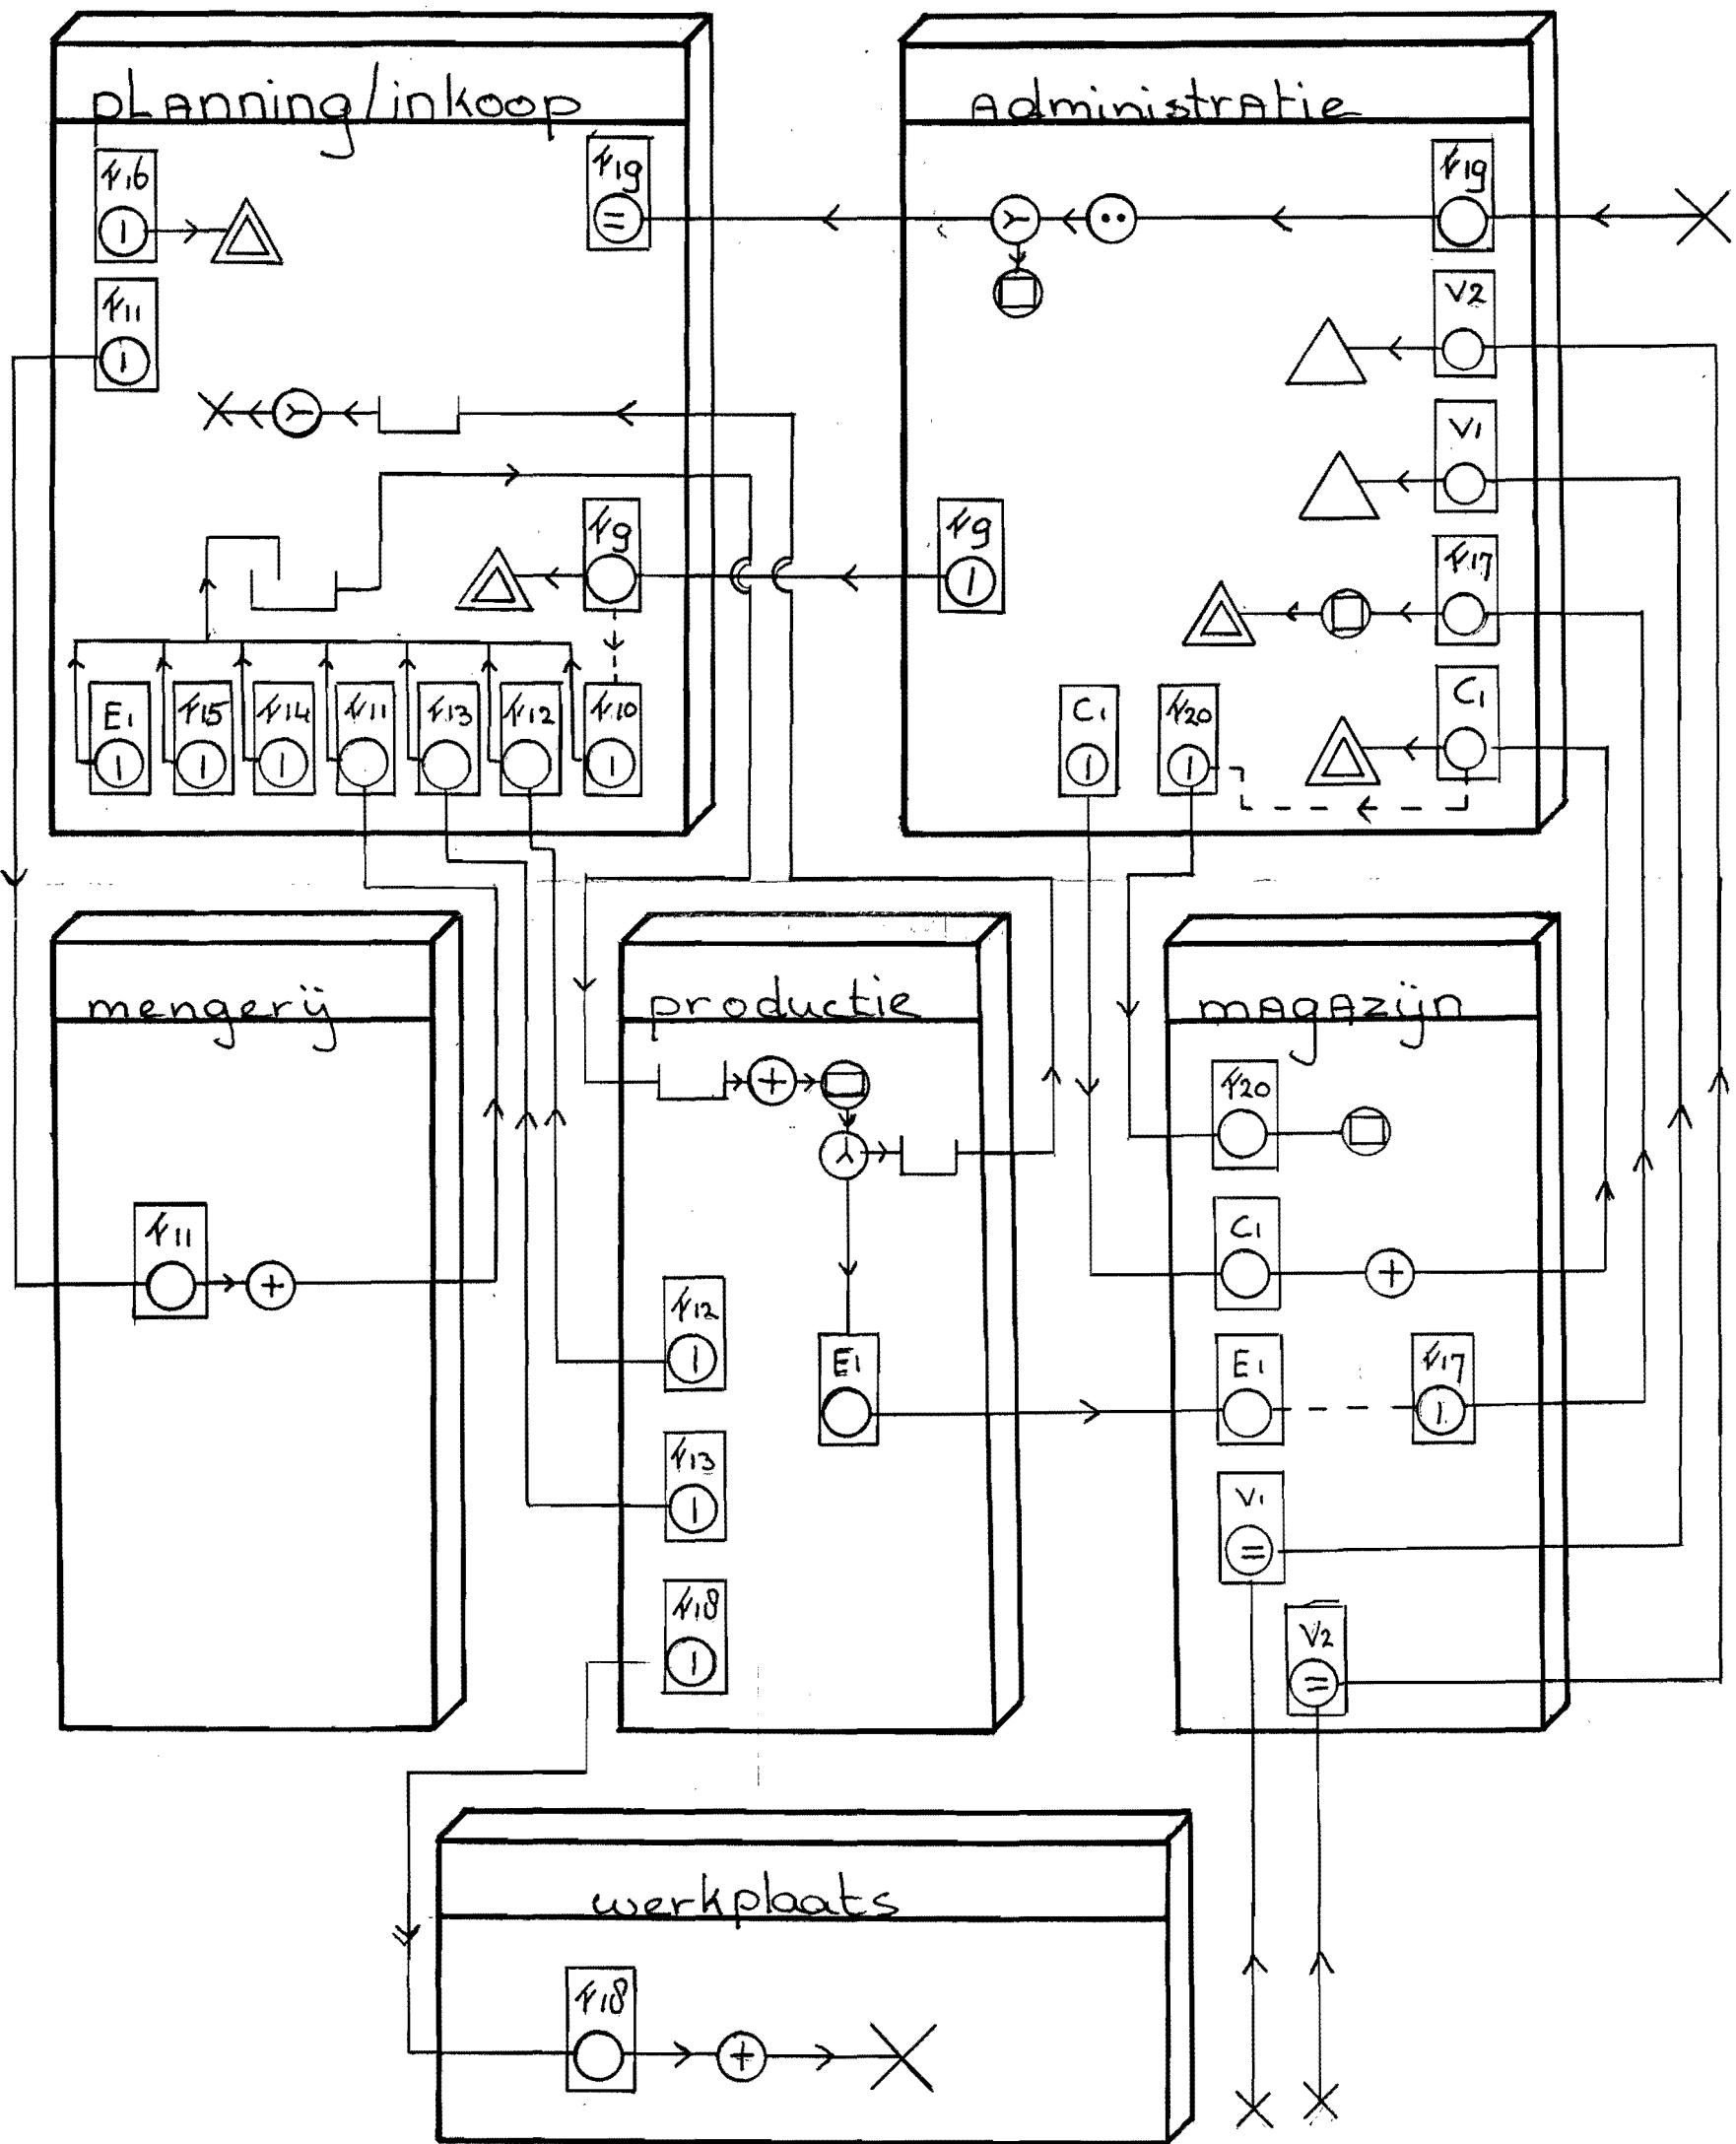 planning/inkoop
F16
F19
F11
F9
E1
F15
F14
F11
F13
F12
F10
Administratie
F19
V2
V1
F9
F17
C1
F20
C1
mengerij
F11
productie
F12
E1
F13
F18
magazijn
F20
C1
E1
F17
V1
V2
werkplaats
F18